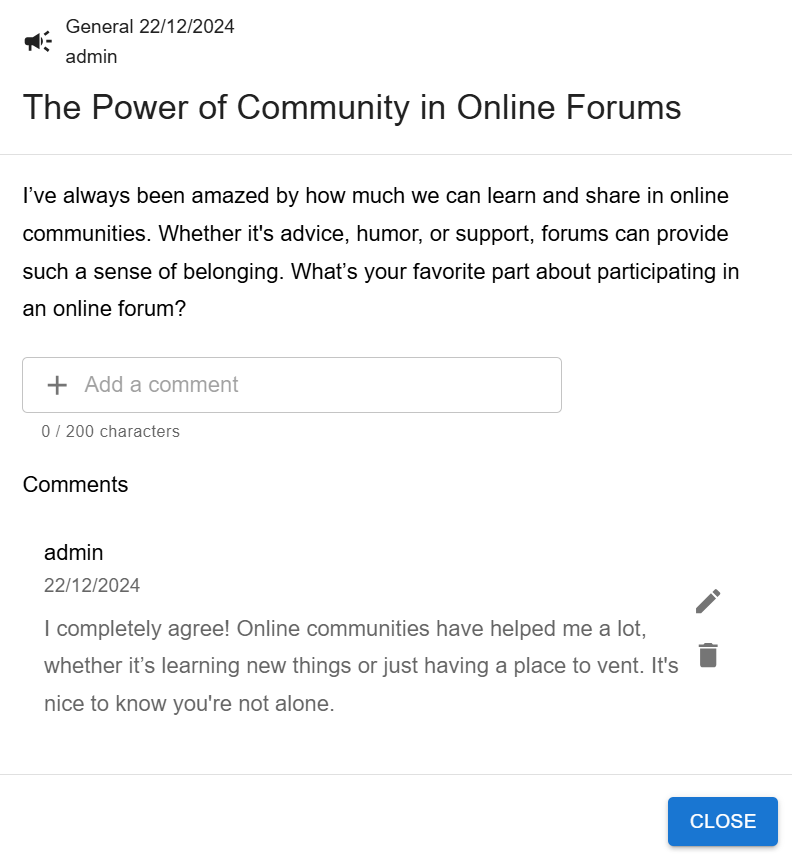 General 22/12/2024
admin
The Power of Community in Online Forums
I’ve always been amazed by how much we can learn and share in online
communities. Whether it's advice, humor, or support, forums can provide
such a sense of belonging. What’s your favorite part about participating in
an online forum?
Add a comment
0 / 200 characters
Comments
admin
22/12/2024
I completely agree! Online communities have helped me a lot,
whether it’s learning new things or just having a place to vent. It's
nice to know you're not alone.
CLOSE